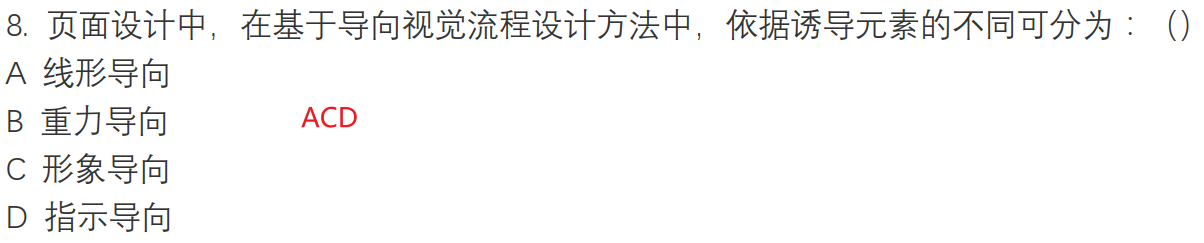 8. 页面设计中，在基于导向视觉流程设计方法中，依据诱导元素的不同可分为：（）
A 线形导向
B 重力导向
ACD
C 形象导向
D 指示导向